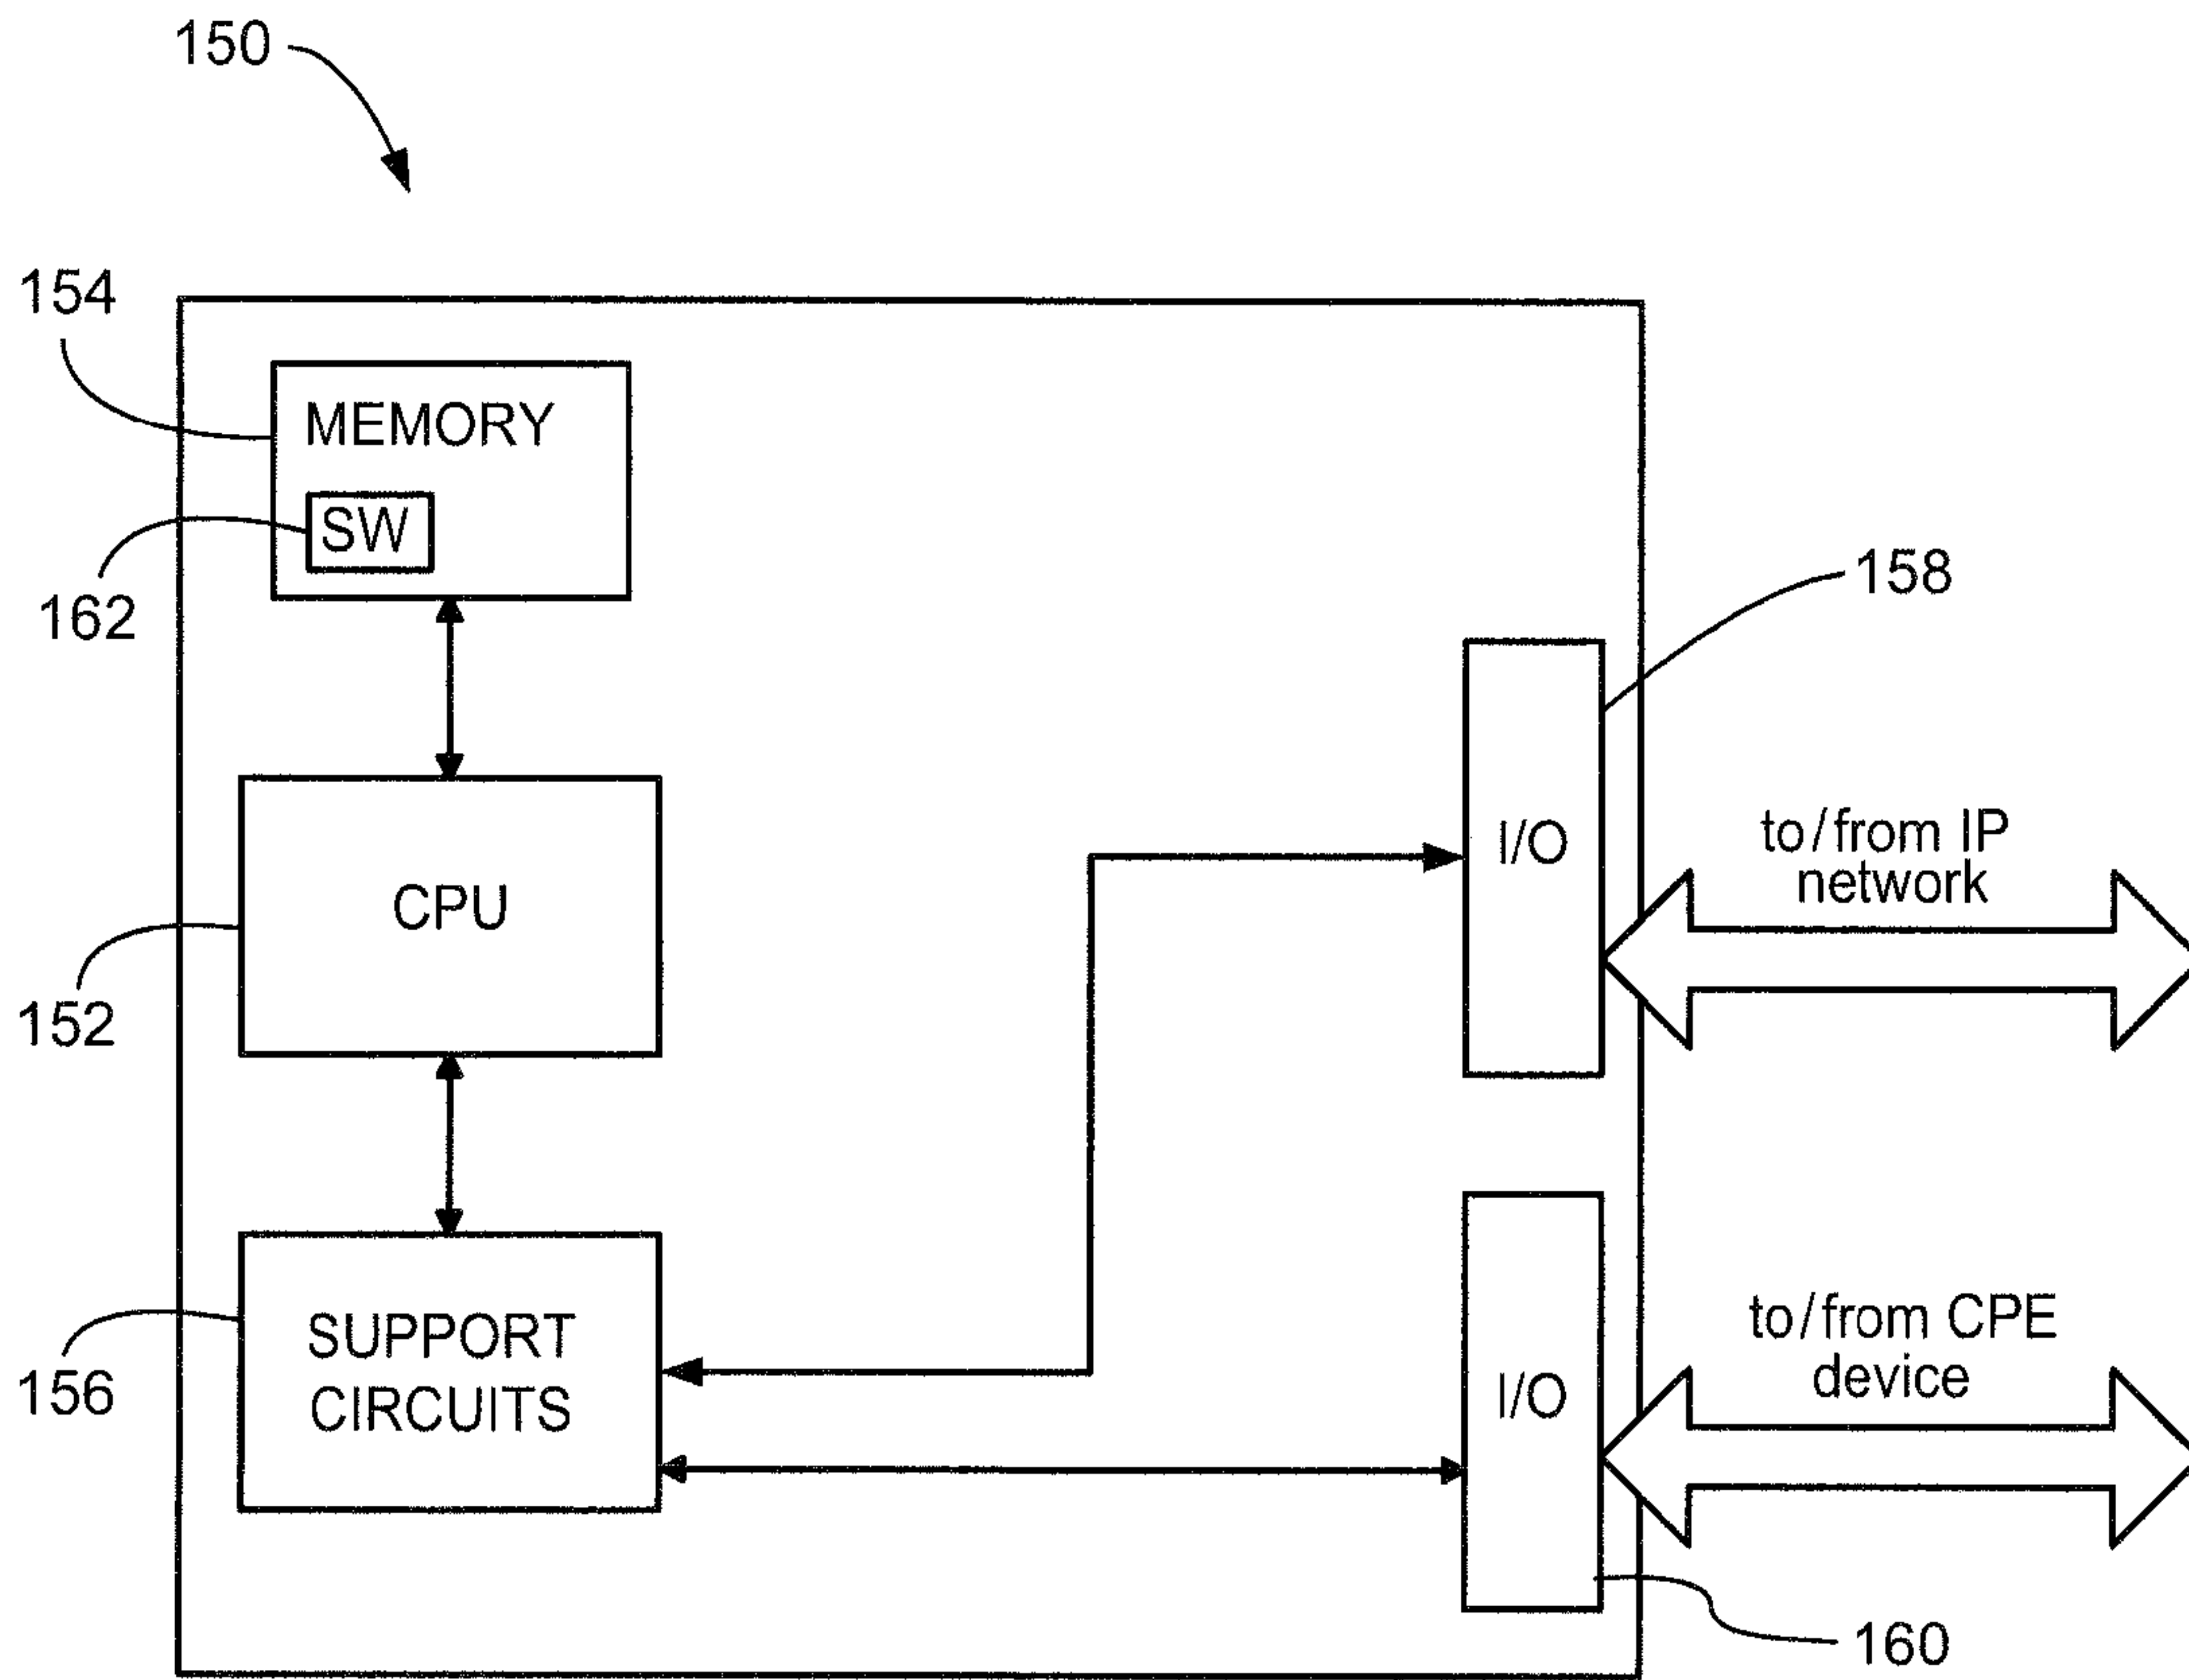 150
154
MEMORY
SW
162
158
I/O
to/from IP
network
CPU
152
SUPPORT
CIRCUITS
156
I/O
to/from CPE
device
160